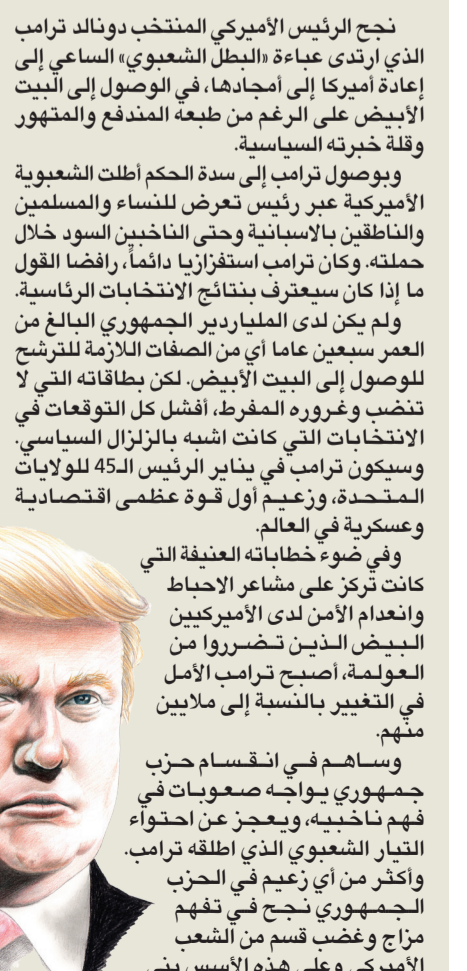 نجح الرئيس الأميركي المنتخب دونالد ترامب
الذي ارتدى عباءة «البطل الشعبوي» الساعي إلى
إعادة أميركا إلى أمجادها، في الوصول إلى البيت
الأبيض على الرغم من طبعه المندفع والمتهور
وقلة خبرته السياسية.
وبوصول ترامب إلى سدة الحكم أطلت الشعبوية
الأميركية عبر رئيس تعرض للنساء والمسلمين
والناطقين بالاسبانية وحتى الناخبين السود خلال
حملته. وكان ترامب استفزازيا دائماً، رافضا القول
ما إذا كان سيعترف بنتائج الانتخابات الرئاسية.
ولم يكن لدى الملياردير الجمهوري البالغ من
العمر سبعين عاما أي من الصفات اللازمة للترشح
للوصول إلى البيت الأبيض. لكن بطاقاته التي لا
تنضب وغروره المفرط، أفشل كل التوقعات في
الانتخابات التي كانت اشبه بالزلزال السياسي.
وسيكون ترامب في يناير الرئيس الـ45 للولايات
المتحدة، وزعيم أول قوة عظمى اقتصادية
وعسكرية في العالم.
وفي ضوء خطاباته العنيفة التي
كانت تركز على مشاعر الاحباط
وانعدام الأمن لدى الأميركيين
البيض الذين تضرروا من
العولمة، أصبح ترامب الأمل
في التغيير بالنسبة إلى ملايين
منهم.
وساهم في انقسام حزب
جمهوري يواجه صعوبات في
فهم ناخبيه، ويعجز عن احتواء
التيار الشعبوي الذي اطلقه ترامب.
وأكثر من أي زعيم في الحزب
الجمهوري نجح في تفهم
مزاج وغضب قسم من الشعب
الأميركي وعلى هذه الأسس بنى